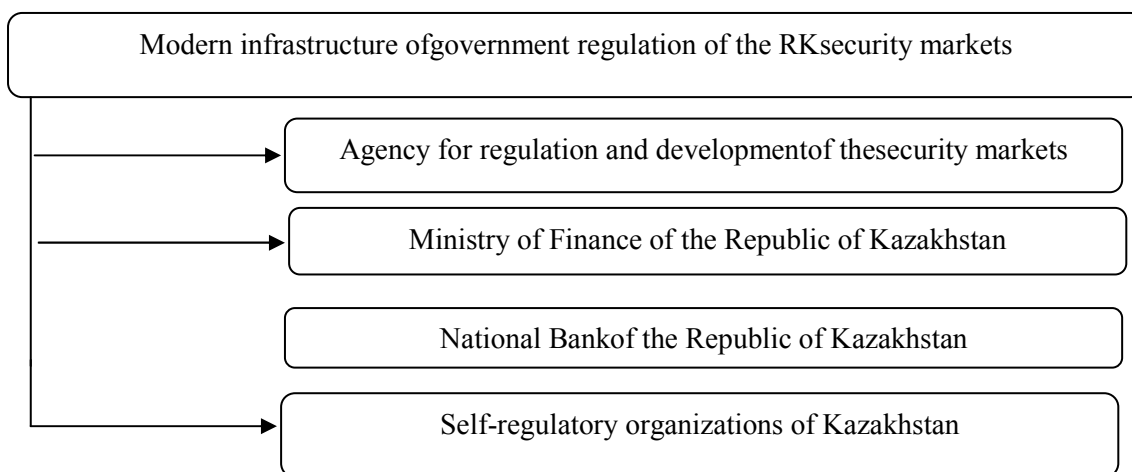 Modern infrastructure ofgovernment regulation of the RKsecurity markets
Agency for regulation and developmentof thesecurity markets
Ministry of Finance of the Republic of Kazakhstan
National Bankof the Republic of Kazakhstan
Self-regulatory organizations of Kazakhstan